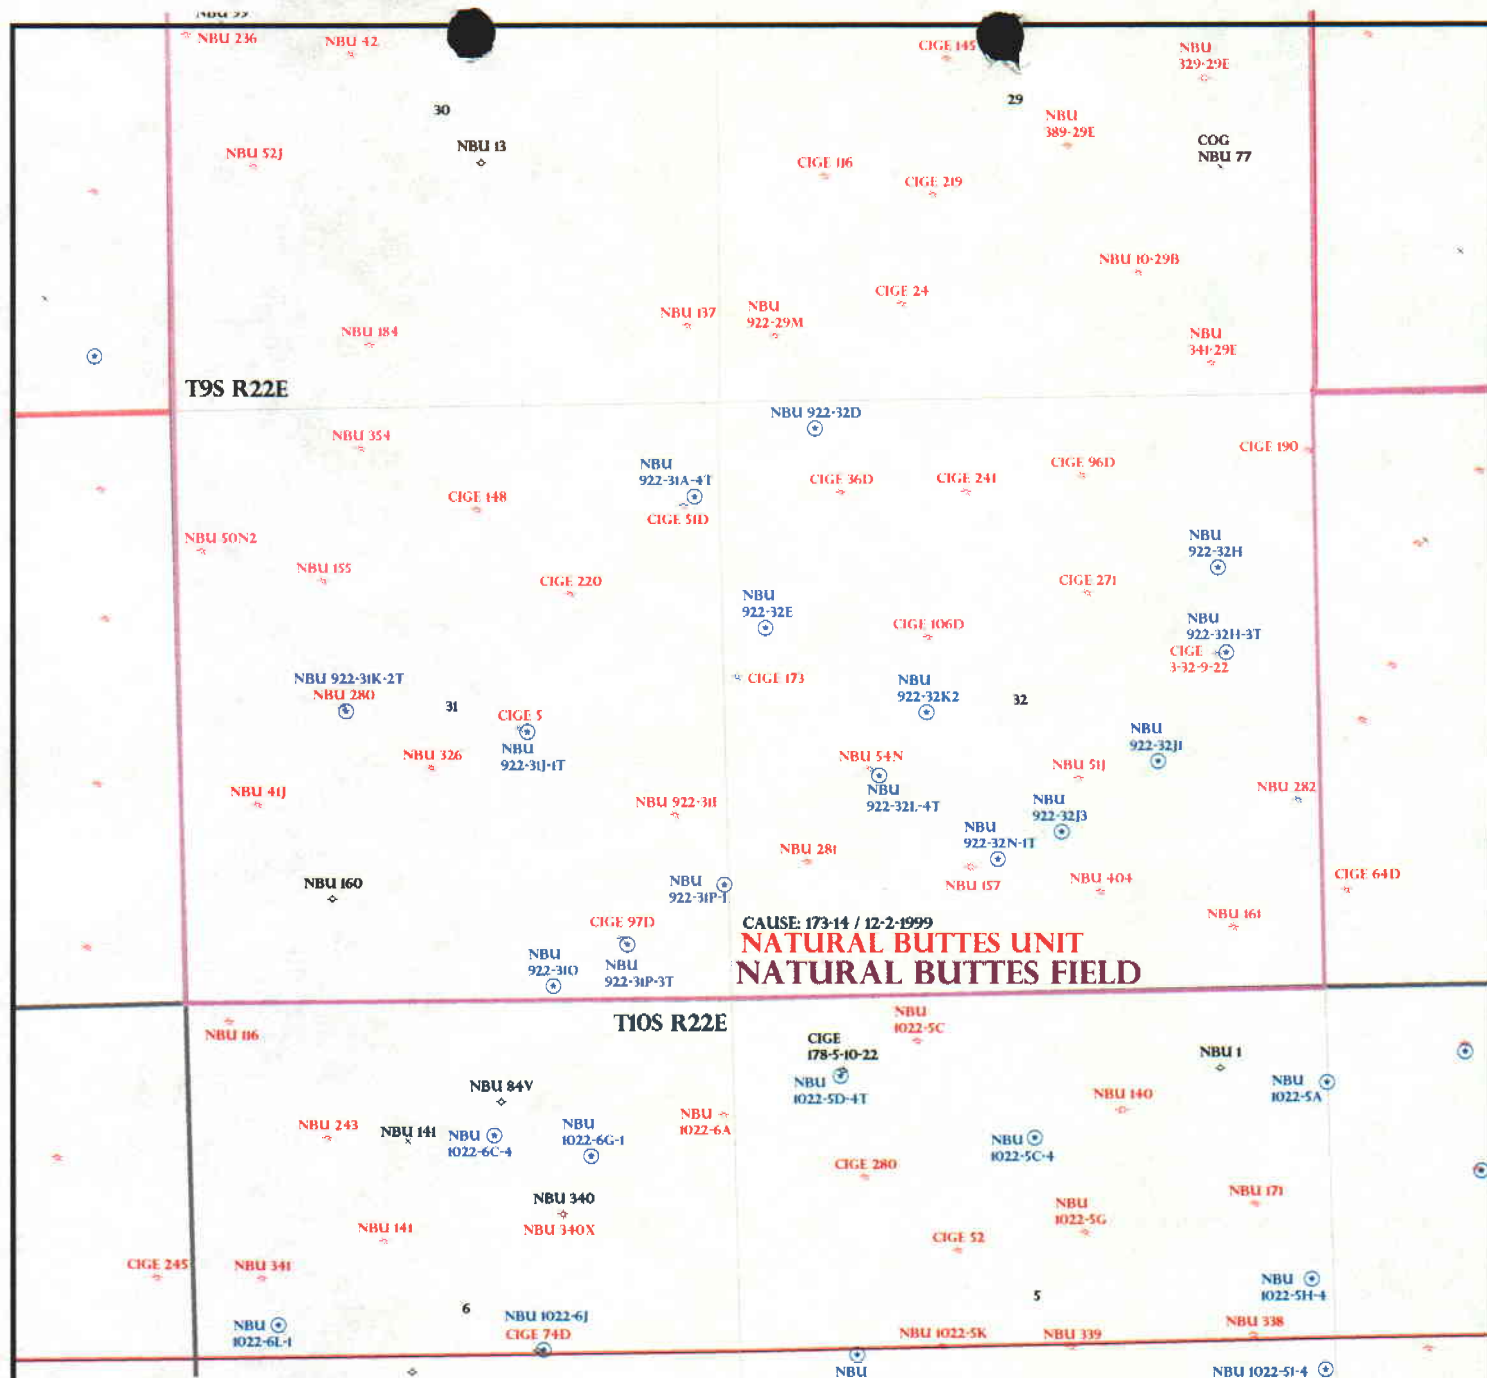 NBU 236
NBU 42
CIGE 145
NBU
329-29E
30
29
NBU
389-29E
NBU 52J
NBU 13
COG
NBU 77
CIGE 116
CIGE 219
NBU 10-29B
CIGE 24
NBU 184
NBU 137
NBU
922-29M
NBU
341-29E
T9S R22E
NBU 922-32D
NBU 354
NBU
922-31A-4T
CIGE 190
CIGE 148
CIGE 51D
CIGE 36D
CIGE 241
CIGE 96D
NBU 50N2
NBU 155
CIGE 220
NBU
922-32H
NBU
922-32E
CIGE 271
CIGE 106D
NBU
922-32H-3T
CIGE
3-32-9-22
NBU 922-31K-2T
NBU 280
31
CIGE 173
NBU
922-32K2
32
CIGE 5
NBU
922-31J-1T
NBU 326
NBU 54N
NBU
922-32L-4T
NBU
922-32J1
NBU 51J
NBU 282
NBU 41J
NBU 922-31I
NBU
922-32J3
NBU
922-32N-1T
NBU 281
NBU 157
NBU 404
CIGE 64D
NBU 160
NBU
922-31P-1
NBU 161
CIGE 97D
CAUSE: 173-14 / 12-2-1999
NATURAL BUTTES UNIT
NATURAL BUTTES FIELD
NBU
922-31O
NBU
922-31P-3T
NBU 116
T10S R22E
NBU
1022-5C
CIGE
178-5-10-22
NBU
1022-5D-4T
NBU 1
NBU
1022-5A
NBU 84V
NBU 140
NBU 243
NBU 141
NBU
1022-6C-4
NBU
1022-6G-1
NBU
1022-6A
NBU
1022-5C-4
CIGE 280
NBU 340
NBU 340X
NBU 171
NBU
1022-5G
NBU 141
CIGE 52
CIGE 245
NBU 341
NBU
1022-5H-4
6
5
NBU
1022-6L-1
NBU 1022-6J
CIGE 74D
NBU 1022-5K
NBU 339
NBU 338
NBU
NBU 1022-5I-4